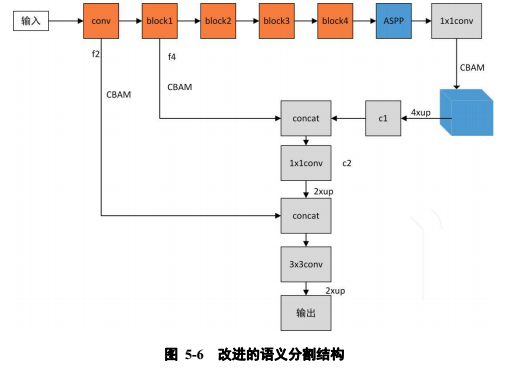 输入 conv block1 block2 block3 block4 ASPP 1x1conv
f2 f4
CBAM CBAM CBAM
concat c1 4xup
1x1conv c2
2xup
concat
3x3conv
2xup
输出
图 5-6 改进的语义分割结构